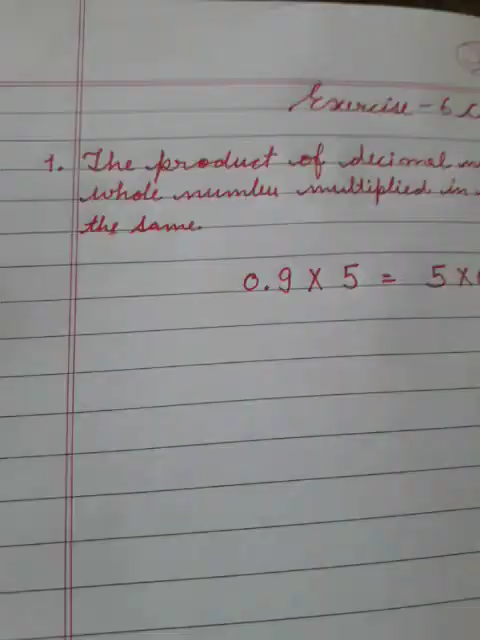 Exercise - 6
1. The product of decimal
whole number multiplied in
the same.
0.9 X 5 = 5 X